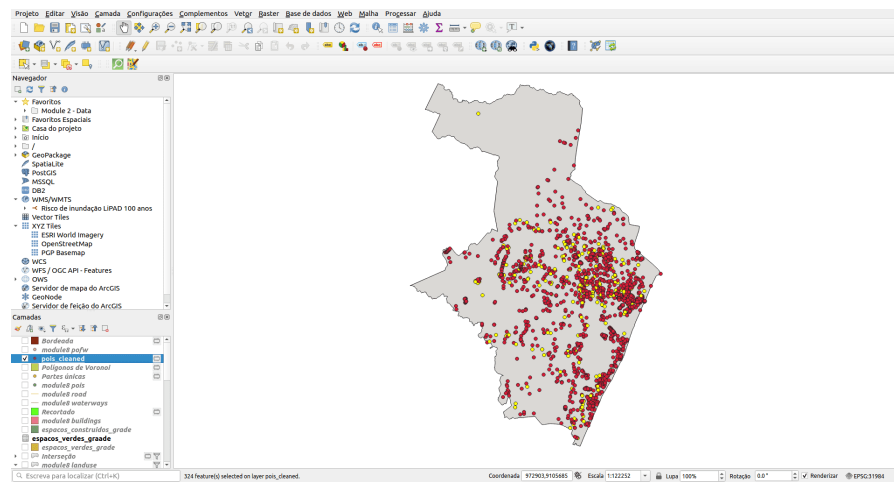 Projeto Editar Visão Camada Configurações Complementos Vetor Raster Base de dados Web Malha Processar Ajuda
Navegador
Favoritos
Module 2 - Data
Favoritos Espaciais
Casa do projeto
Início
/
GeoPackage
SpatiaLite
PostGIS
MSSQL
DB2
WMS/WMTS
Risco de inundação LiPAD 100 anos
Vector Tiles
XYZ Tiles
ESRI World Imagery
OpenStreetMap
PGP Basemap
WCS
WFS / OGC API - Features
OWS
Servidor de mapa do ArcGIS
GeoNode
Servidor de feição do ArcGIS
Camadas
Bordeada
module8 pofw
pois_cleaned
Polígonos de Voronoi
Partes únicas
module8 pois
module8 road
module8 waterways
Recortado
module8 buildings
espacos_construidos_grade
espacos_verdes_graade
espacos_verdes_grade
Interseção
module8 landuse
Escreva para localizar (Ctrl+K) 324 feature(s) selected on layer pois_cleaned. Coordenada 972903,9105685 Escala 1:122252 Lupa 100% Rotação 0.0° Renderizar EPSG:31984